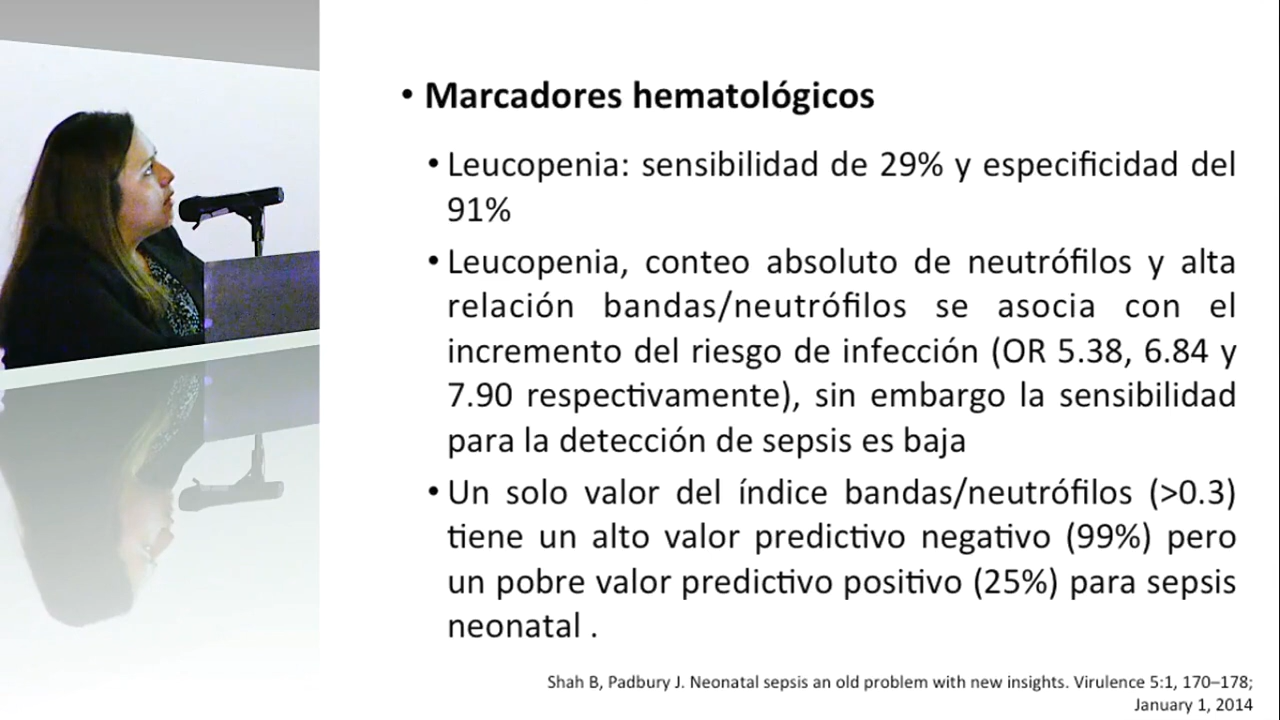 • Marcadores hematológicos
• Leucopenia: sensibilidad de 29% y especificidad del
91%
• Leucopenia, conteo absoluto de neutrófilos y alta
relación bandas/neutrófilos se asocia con el
incremento del riesgo de infección (OR 5.38, 6.84 y
7.90 respectivamente), sin embargo la sensibilidad
para la detección de sepsis es baja
• Un solo valor del índice bandas/neutrófilos (>0.3)
tiene un alto valor predictivo negativo (99%) pero
un pobre valor predictivo positivo (25%) para sepsis
neonatal .
Shah B, Padbury J. Neonatal sepsis an old problem with new insights. Virulence 5:1, 170–178;
January 1, 2014